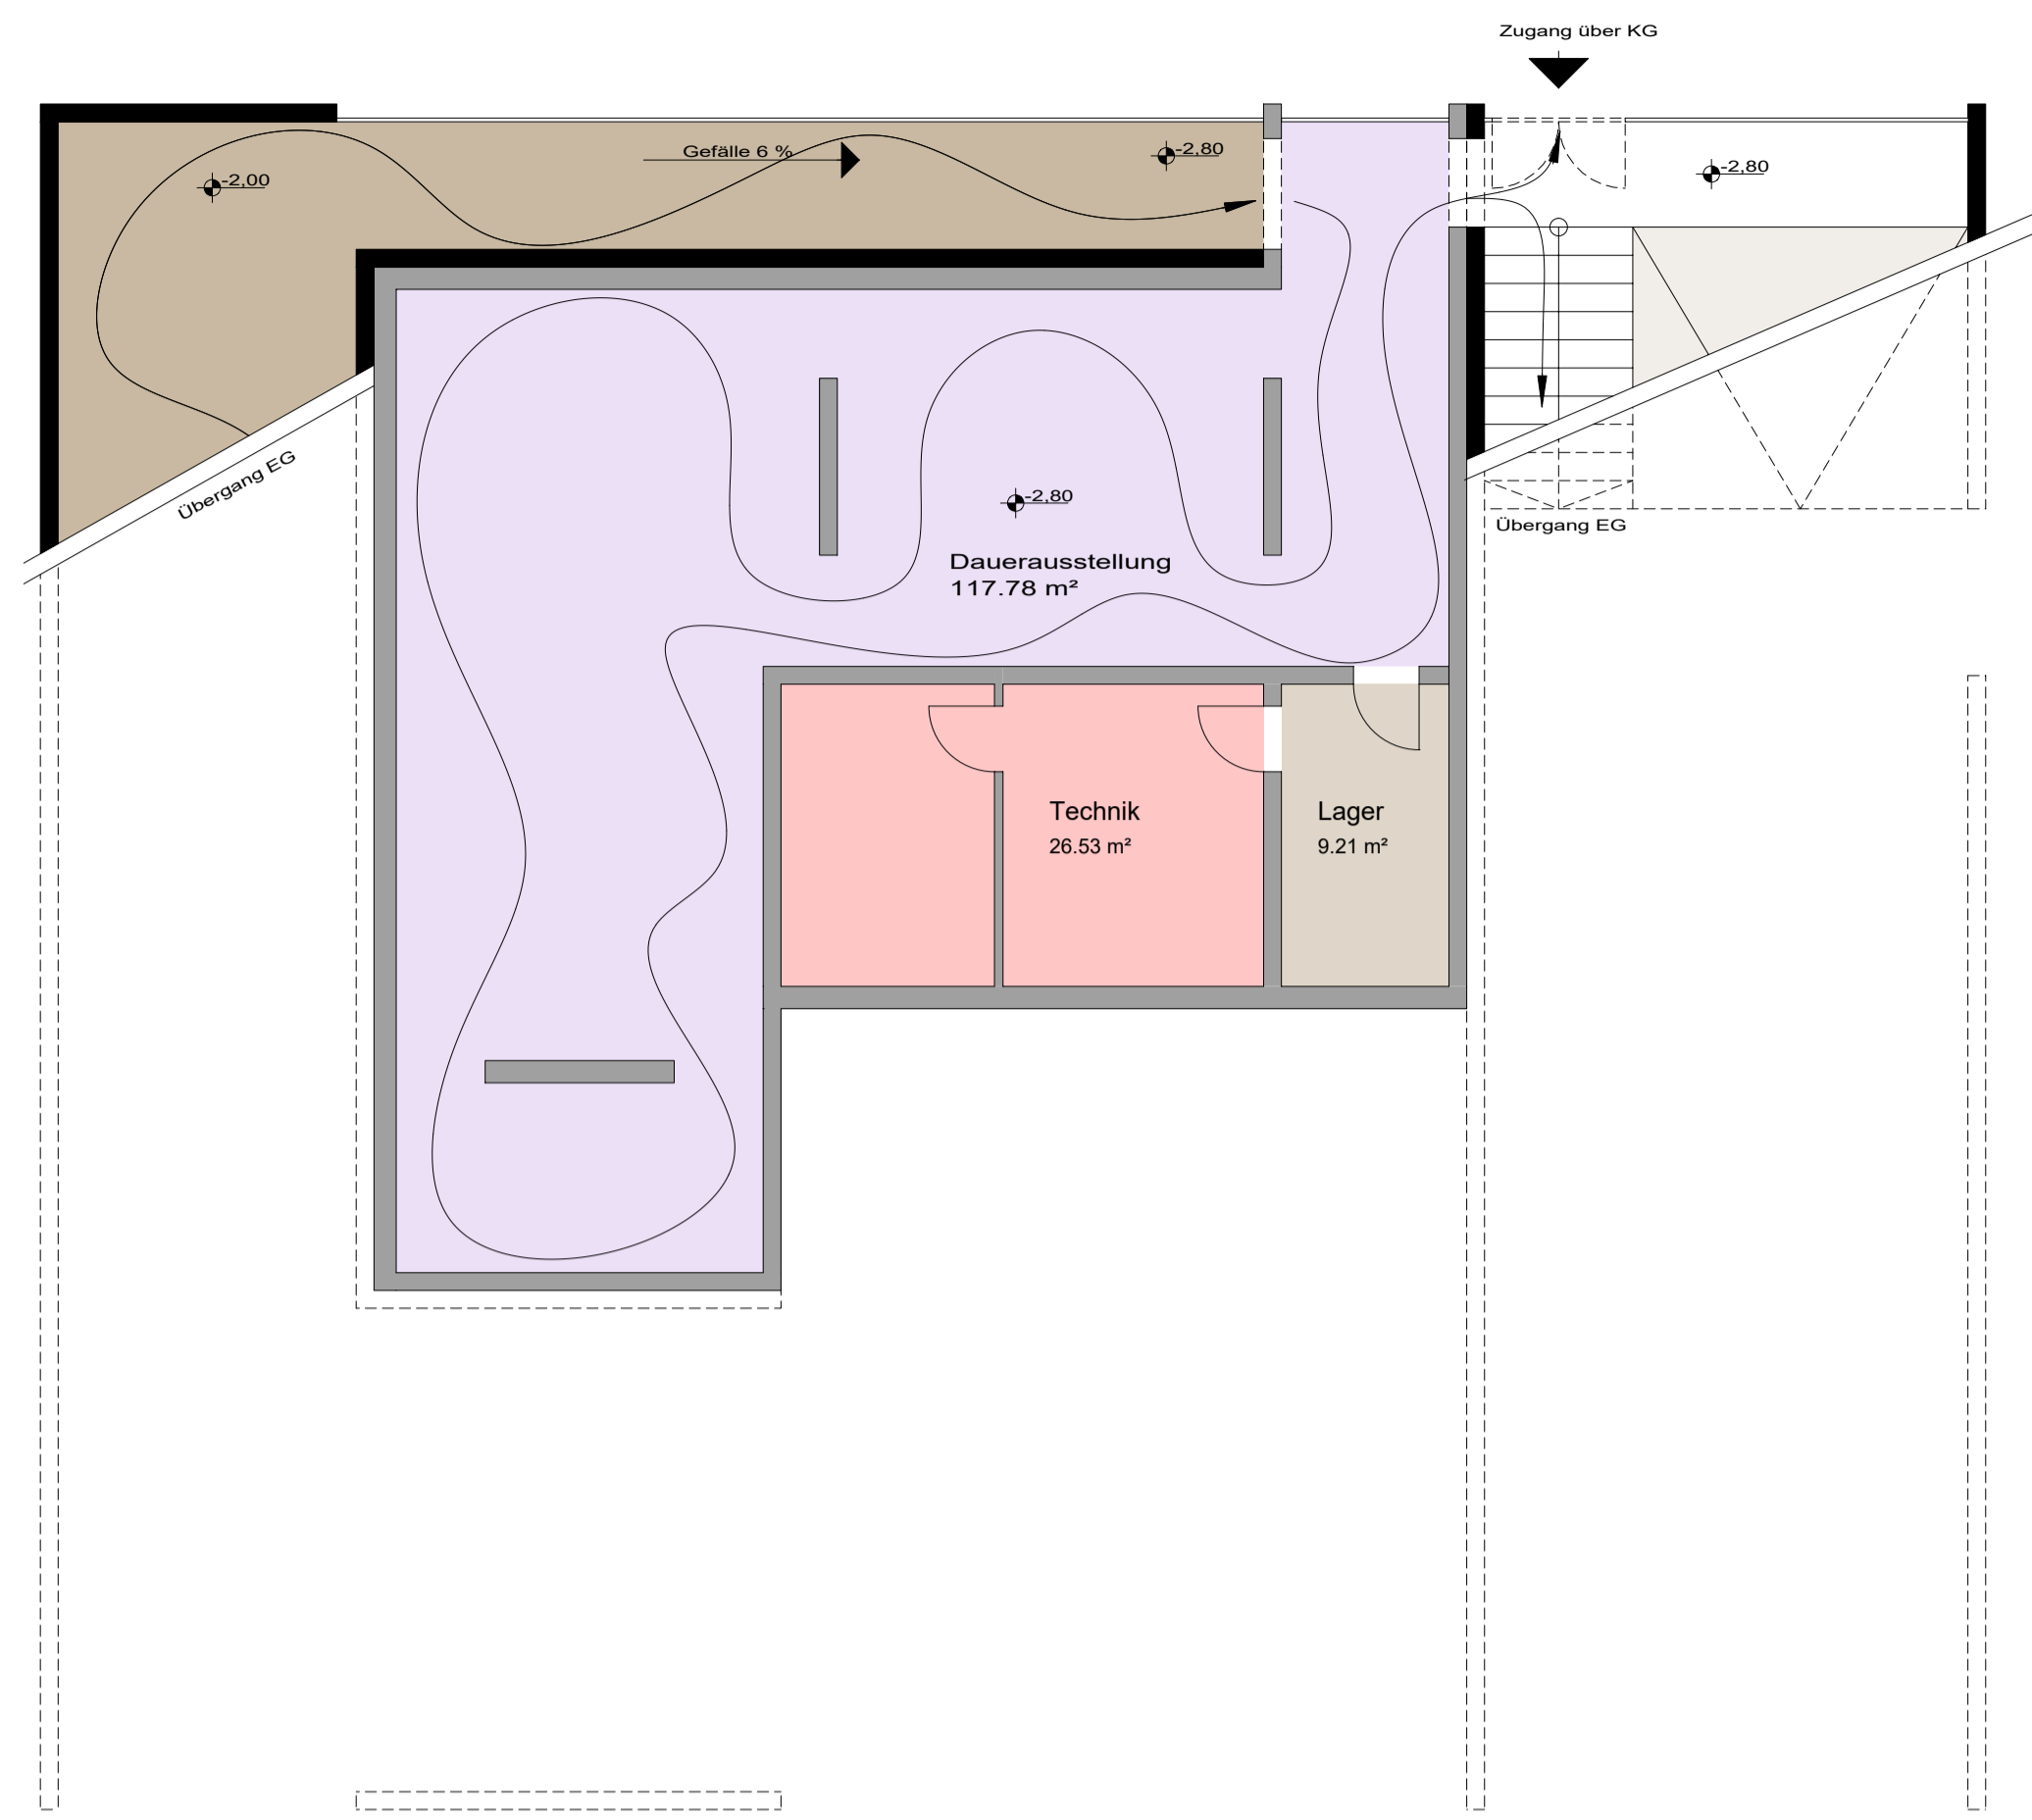 Zugang über KG
Gefälle 6 %
-2,80
-2,80
-2,00
Übergang EG
-2,80
Übergang EG
Dauerausstellung
117.78 m²
Technik
26.53 m²
Lager
9.21 m²